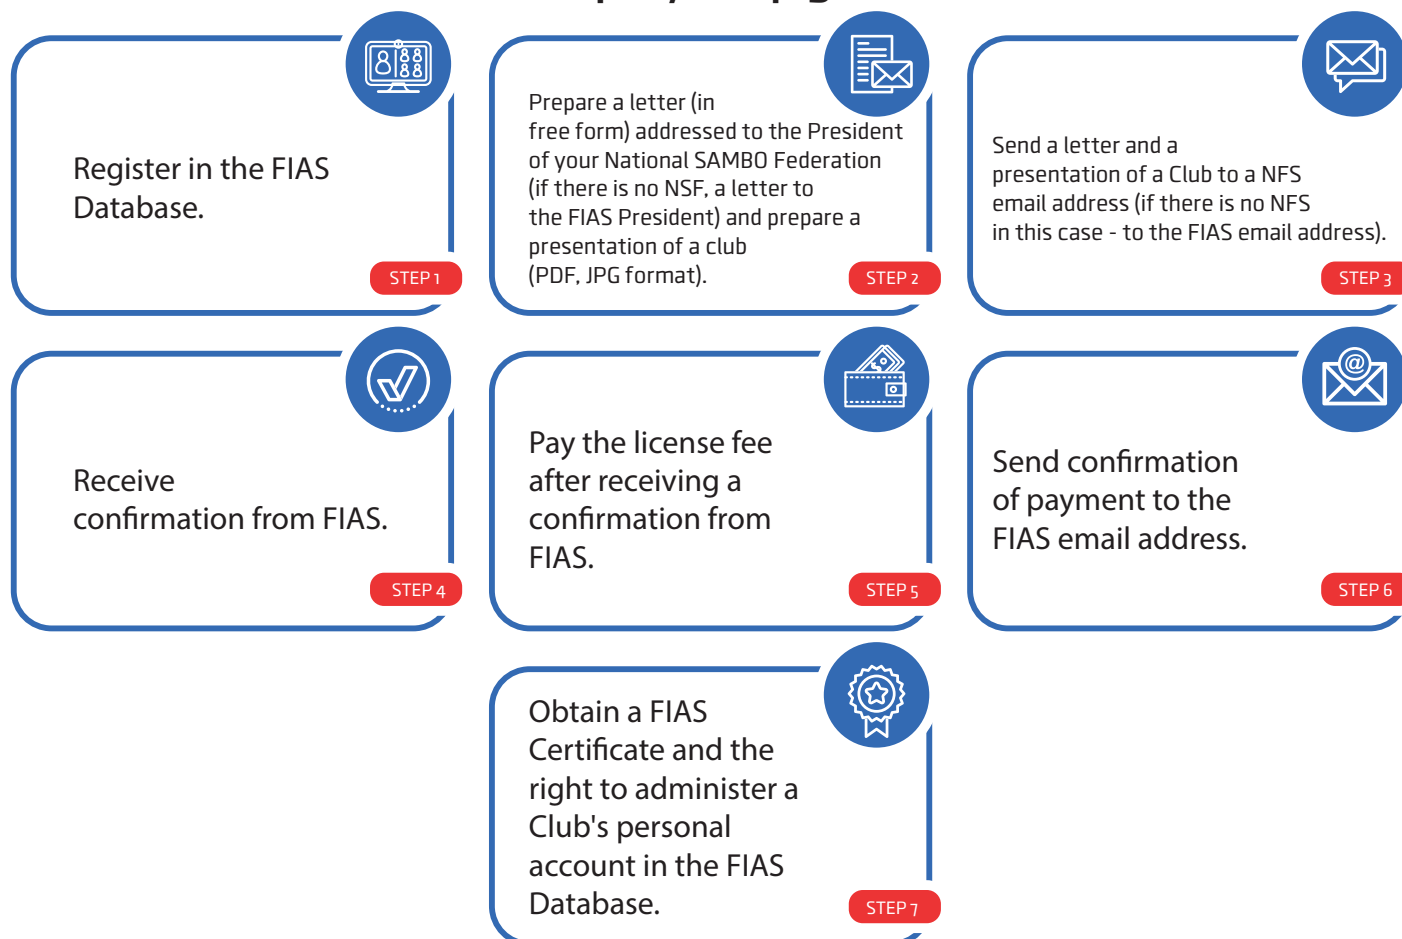 Register in the FIAS
Database.
STEP 1
Prepare a letter (in
free form) addressed to the President
of your National SAMBO Federation
(if there is no NSF, a letter to
the FIAS President) and prepare a
presentation of a club
(PDF, JPG format).
STEP 2
Send a letter and a
presentation of a Club to a NFS
email address (if there is no NFS
in this case - to the FIAS email address).
STEP 3
Receive
confirmation from FIAS.
STEP 4
Pay the license fee
after receiving a
confirmation from
FIAS.
STEP 5
@
Send confirmation
of payment to the
FIAS email address.
STEP 6
Obtain a FIAS
Certificate and the
right to administer a
Club's personal
account in the FIAS
Database.
STEP 7